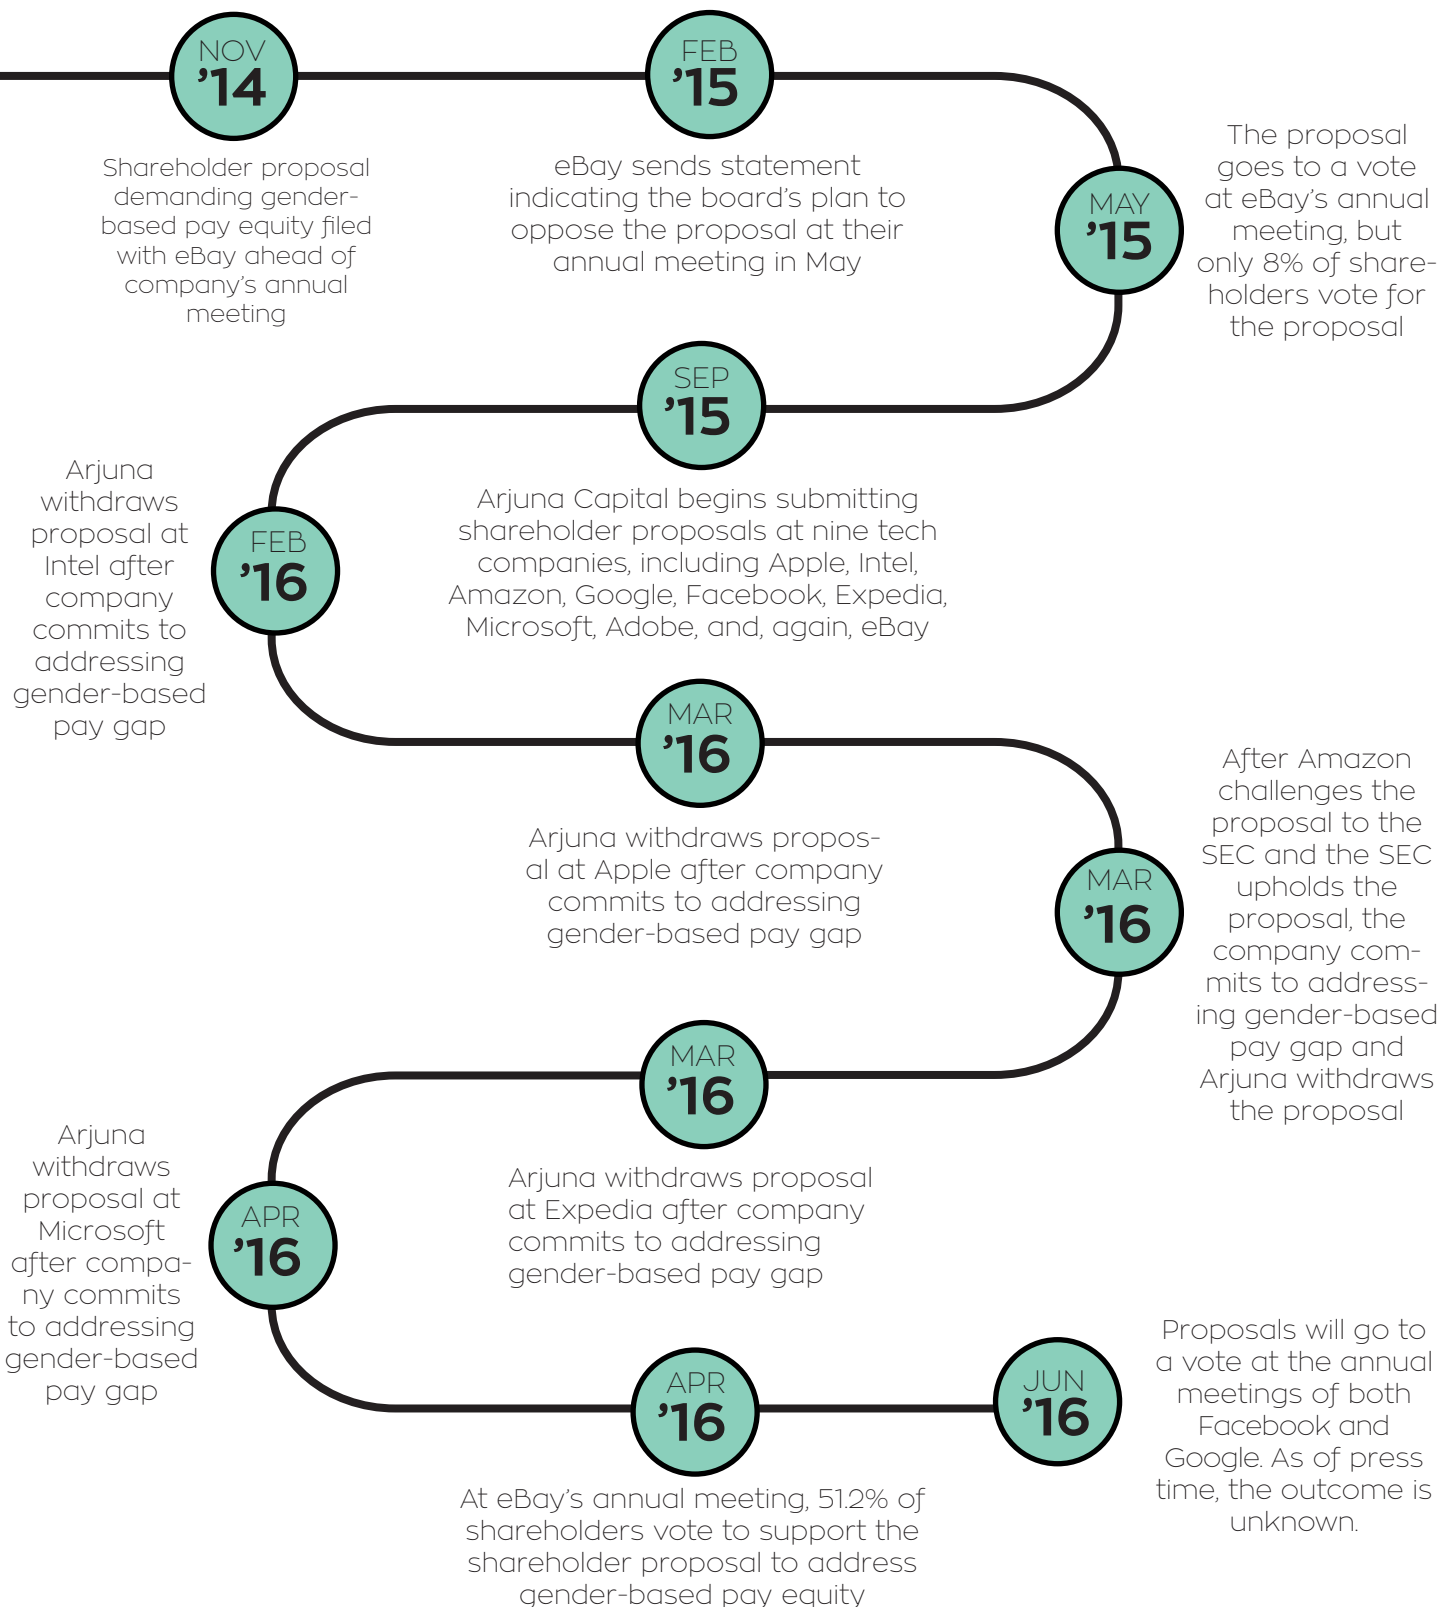 NOV
’14
Shareholder proposal
demanding gender-
based pay equity filed
with eBay ahead of
company’s annual
meeting
FEB
’15
eBay sends statement
indicating the board’s plan to
oppose the proposal at their
annual meeting in May
MAY
’15
The proposal
goes to a vote
at eBay’s annual
meeting, but
only 8% of share-
holders vote for
the proposal
SEP
’15
Arjuna Capital begins submitting
shareholder proposals at nine tech
companies, including Apple, Intel,
Amazon, Google, Facebook, Expedia,
Microsoft, Adobe, and, again, eBay
FEB
’16
Arjuna
withdraws
proposal at
Intel after
company
commits to
addressing
gender-based
pay gap
MAR
’16
Arjuna withdraws propos-
al at Apple after company
commits to addressing
gender-based pay gap
MAR
’16
After Amazon
challenges the
proposal to the
SEC and the SEC
upholds the
proposal, the
company com-
mits to address-
ing gender-based
pay gap and
Arjuna withdraws
the proposal
MAR
’16
Arjuna withdraws proposal
at Expedia after company
commits to addressing
gender-based pay gap
APR
’16
Arjuna
withdraws
proposal at
Microsoft
after compa-
ny commits
to addressing
gender-based
pay gap
APR
’16
At eBay’s annual meeting, 51.2% of
shareholders vote to support the
shareholder proposal to address
gender-based pay equity
JUN
’16
Proposals will go to
a vote at the annual
meetings of both
Facebook and
Google. As of press
time, the outcome is
unknown.